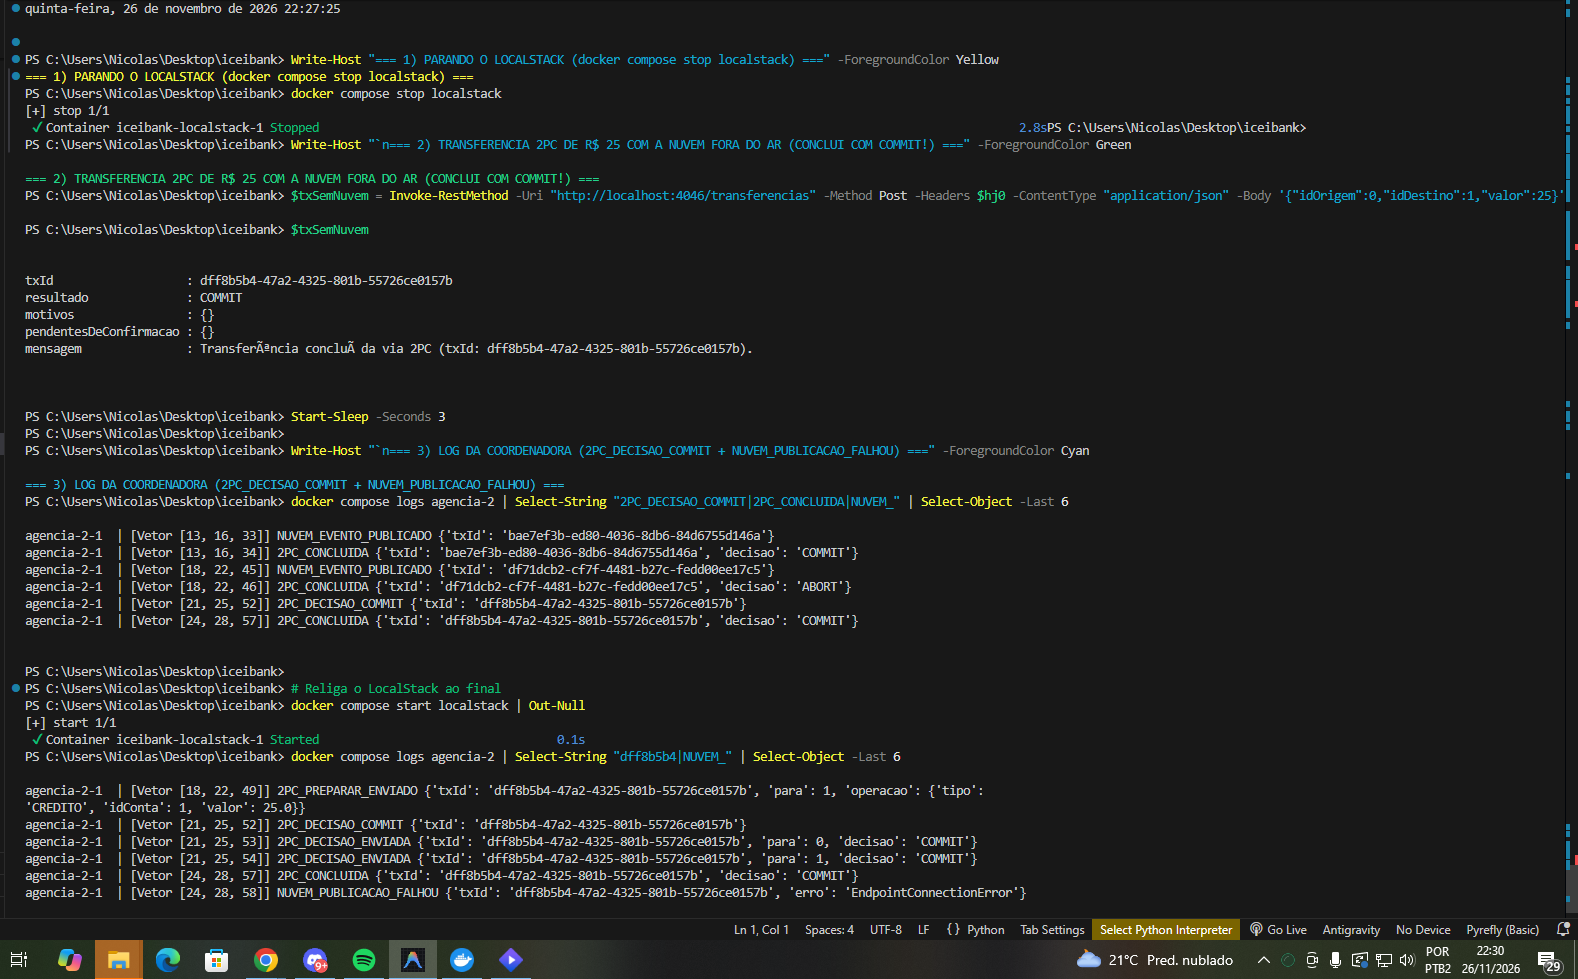 quinta-feira, 26 de novembro de 2026 22:27:25
PS C:\Users\Nicolas\Desktop\iceibank> Write-Host "=== 1) PARANDO O LOCALSTACK (docker compose stop localstack) ===" -ForegroundColor Yellow
=== 1) PARANDO O LOCALSTACK (docker compose stop localstack) ===
PS C:\Users\Nicolas\Desktop\iceibank> docker compose stop localstack
[+] stop 1/1
✓Container iceibank-localstack-1 Stopped 2.8sPS C:\Users\Nicolas\Desktop\iceibank>
PS C:\Users\Nicolas\Desktop\iceibank> Write-Host "`n=== 2) TRANSFERENCIA 2PC DE R$ 25 COM A NUVEM FORA DO AR (CONCLUI COM COMMIT!) ===" -ForegroundColor Green
=== 2) TRANSFERENCIA 2PC DE R$ 25 COM A NUVEM FORA DO AR (CONCLUI COM COMMIT!) ===
PS C:\Users\Nicolas\Desktop\iceibank> $txSemNuvem = Invoke-RestMethod -Uri "http://localhost:4046/transferencias" -Method Post -Headers $hj0 -ContentType "application/json" -Body '{"idOrigem":0,"idDestino":1,"valor":25}'
PS C:\Users\Nicolas\Desktop\iceibank> $txSemNuvem
txId : dff8b5b4-47a2-4325-801b-55726ce0157b
resultado : COMMIT
motivos : {}
pendentesDeConfirmacao : {}
mensagem : TransferÃªncia concluÃ­da via 2PC (txId: dff8b5b4-47a2-4325-801b-55726ce0157b).
PS C:\Users\Nicolas\Desktop\iceibank> Start-Sleep -Seconds 3
PS C:\Users\Nicolas\Desktop\iceibank>
PS C:\Users\Nicolas\Desktop\iceibank> Write-Host "`n=== 3) LOG DA COORDENADORA (2PC_DECISAO_COMMIT + NUVEM_PUBLICACAO_FALHOU) ===" -ForegroundColor Cyan
=== 3) LOG DA COORDENADORA (2PC_DECISAO_COMMIT + NUVEM_PUBLICACAO_FALHOU) ===
PS C:\Users\Nicolas\Desktop\iceibank> docker compose logs agencia-2 | Select-String "2PC_DECISAO_COMMIT|2PC_CONCLUIDA|NUVEM_" | Select-Object -Last 6
agencia-2-1 | [Vetor [13, 16, 33]] NUVEM_EVENTO_PUBLICADO {'txId': 'bae7ef3b-ed80-4036-8db6-84d6755d146a'}
agencia-2-1 | [Vetor [13, 16, 34]] 2PC_CONCLUIDA {'txId': 'bae7ef3b-ed80-4036-8db6-84d6755d146a', 'decisao': 'COMMIT'}
agencia-2-1 | [Vetor [18, 22, 45]] NUVEM_EVENTO_PUBLICADO {'txId': 'df71dcb2-cf7f-4481-b27c-fedd00ee17c5'}
agencia-2-1 | [Vetor [18, 22, 46]] 2PC_CONCLUIDA {'txId': 'df71dcb2-cf7f-4481-b27c-fedd00ee17c5', 'decisao': 'ABORT'}
agencia-2-1 | [Vetor [21, 25, 52]] 2PC_DECISAO_COMMIT {'txId': 'dff8b5b4-47a2-4325-801b-55726ce0157b'}
agencia-2-1 | [Vetor [24, 28, 57]] 2PC_CONCLUIDA {'txId': 'dff8b5b4-47a2-4325-801b-55726ce0157b', 'decisao': 'COMMIT'}
PS C:\Users\Nicolas\Desktop\iceibank>
PS C:\Users\Nicolas\Desktop\iceibank> # Religa o LocalStack ao final
PS C:\Users\Nicolas\Desktop\iceibank> docker compose start localstack | Out-Null
[+] start 1/1
✓Container iceibank-localstack-1 Started 0.1s
PS C:\Users\Nicolas\Desktop\iceibank> docker compose logs agencia-2 | Select-String "dff8b5b4|NUVEM_" | Select-Object -Last 6
agencia-2-1 | [Vetor [18, 22, 49]] 2PC_PREPARAR_ENVIADO {'txId': 'dff8b5b4-47a2-4325-801b-55726ce0157b', 'para': 1, 'operacao': {'tipo':
'CREDITO', 'idConta': 1, 'valor': 25.0}}
agencia-2-1 | [Vetor [21, 25, 52]] 2PC_DECISAO_COMMIT {'txId': 'dff8b5b4-47a2-4325-801b-55726ce0157b'}
agencia-2-1 | [Vetor [21, 25, 53]] 2PC_DECISAO_ENVIADA {'txId': 'dff8b5b4-47a2-4325-801b-55726ce0157b', 'para': 0, 'decisao': 'COMMIT'}
agencia-2-1 | [Vetor [21, 25, 54]] 2PC_DECISAO_ENVIADA {'txId': 'dff8b5b4-47a2-4325-801b-55726ce0157b', 'para': 1, 'decisao': 'COMMIT'}
agencia-2-1 | [Vetor [24, 28, 57]] 2PC_CONCLUIDA {'txId': 'dff8b5b4-47a2-4325-801b-55726ce0157b', 'decisao': 'COMMIT'}
agencia-2-1 | [Vetor [24, 28, 58]] NUVEM_PUBLICACAO_FALHOU {'txId': 'dff8b5b4-47a2-4325-801b-55726ce0157b', 'erro': 'EndpointConnectionError'}
Ln 1, Col 1 Spaces: 4 UTF-8 LF {} Python Tab Settings Select Python Interpreter Go Live Antigravity No Device Pyrefly (Basic)
9+
21°C Pred. nublado
POR
PTB2
22:30
26/11/2026
29